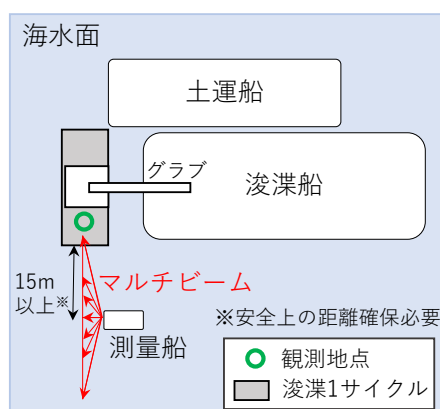 海水面
土運船
グラブ
浚渫船
マルチビーム
15m
以上※
測量船
※安全上の距離確保必要
観測地点
浚渫1サイクル